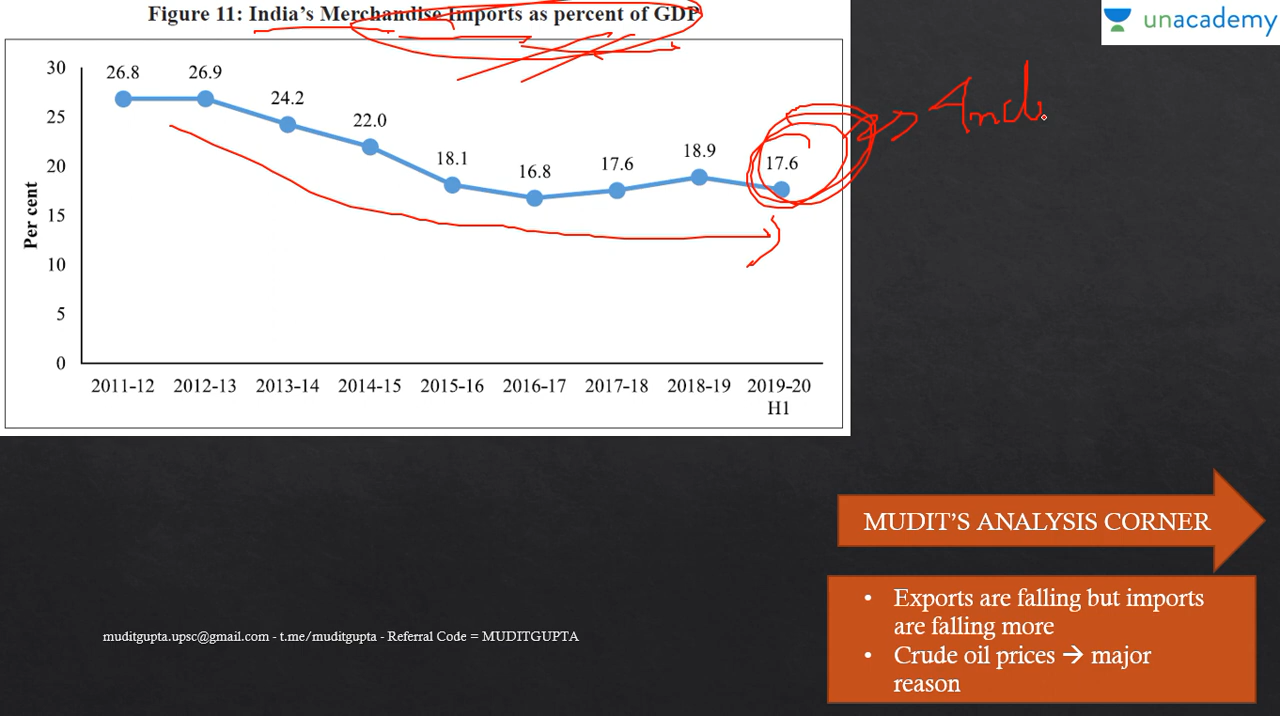 Figure 11: India's Merchandise Imports as percent of GDP
unacademy
30
25
20
15
10
5
0
Per cent
26.8
26.9
24.2
22.0
18.1
16.8
17.6
18.9
17.6
2011-12
2012-13
2013-14
2014-15
2015-16
2016-17
2017-18
2018-19
2019-20
H1
MUDIT'S ANALYSIS CORNER
• Exports are falling but imports
are falling more
• Crude oil prices → major
reason
muditgupta.upsc@gmail.com - t.me/muditgupta - Referral Code = MUDITGUPTA